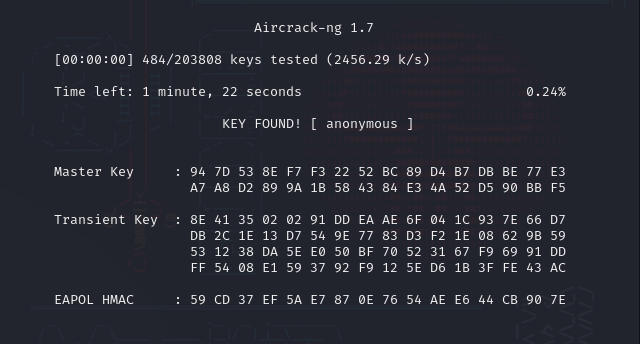 Aircrack-ng 1.7
[00:00:00] 484/203808 keys tested (2456.29 k/s)
Time left: 1 minute, 22 seconds 0.24%
KEY FOUND! [ anonymous ]
Master Key : 94 7D 53 8E F7 F3 22 52 BC 89 D4 B7 DB BE 77 E3
A7 A8 D2 89 9A 1B 58 43 84 E3 4A 52 D5 90 BB F5
Transient Key : 8E 41 35 02 02 91 DD EA AE 6F 04 1C 93 7E 66 D7
DB 2C 1E 13 D7 54 9E 77 83 D3 F2 1E 08 62 9B 59
53 12 38 DA 5E E0 50 BF 70 52 31 67 F9 69 91 DD
FF 54 08 E1 59 37 92 F9 12 5E D6 1B 3F FE 43 AC
EAPOL HMAC : 59 CD 37 EF 5A E7 87 0E 76 54 AE E6 44 CB 90 7E